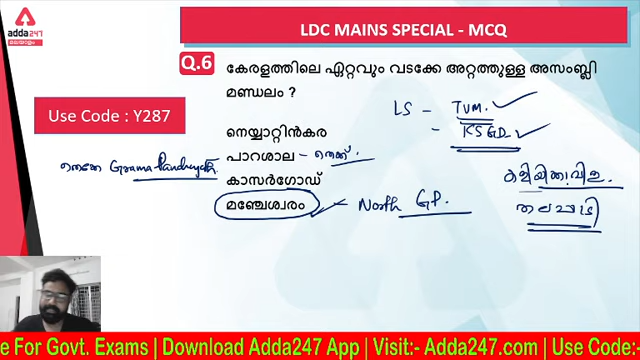 adda247
മലയാളം
LDC MAINS SPECIAL - MCQ
Q.6 കേരളത്തിലെ ഏറ്റവും വടക്കേ അറ്റത്തുള്ള അസംബ്ലി
മണ്ഡലം ?
Use Code : Y287
LS - TVM.
- KSGD.
നെയ്യാറ്റിൻകര
പാറശാല - തെക്ക്
തെക്കേ Grama Panchayath
കാസർഗോഡ്
മഞ്ചേശ്വരം - North GP.
കളിയിക്കാവിള
തലപ്പാടി
e For Govt. Exams | Download Adda247 App | Visit:- Adda247.com | Use Code: